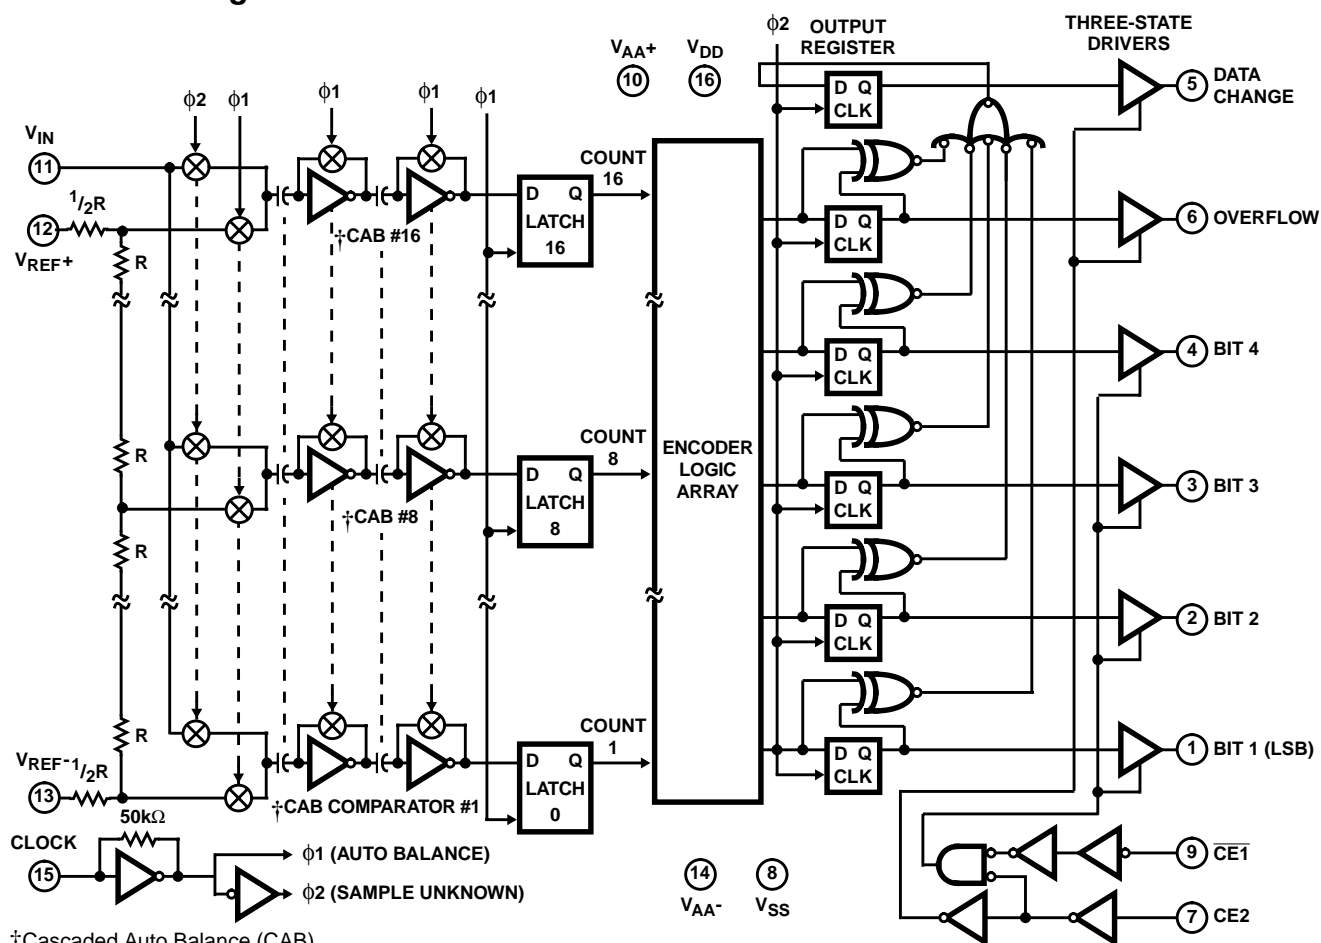 ϕ2
OUTPUT
REGISTER
THREE-STATE
DRIVERS
VAA+
10
VDD
16
ϕ2
ϕ1
ϕ1
ϕ1
ϕ1
D Q
CLK
5
DATA
CHANGE
VIN
11
COUNT
16
1/2R
12
VREF+
R
†CAB #16
D Q
LATCH
16
D Q
CLK
6
OVERFLOW
D Q
CLK
4
BIT 4
COUNT
8
R
†CAB #8
D Q
LATCH
8
ENCODER
LOGIC
ARRAY
D Q
CLK
3
BIT 3
R
D Q
CLK
2
BIT 2
R
COUNT
1
VREF-
1/2R
13
†CAB COMPARATOR #1
D Q
LATCH
0
D Q
CLK
1
BIT 1 (LSB)
50kΩ
CLOCK
15
ϕ1 (AUTO BALANCE)
ϕ2 (SAMPLE UNKNOWN)
14
VAA-
8
VSS
9
CE1
7
CE2
†Cascaded Auto Balance (CAB)